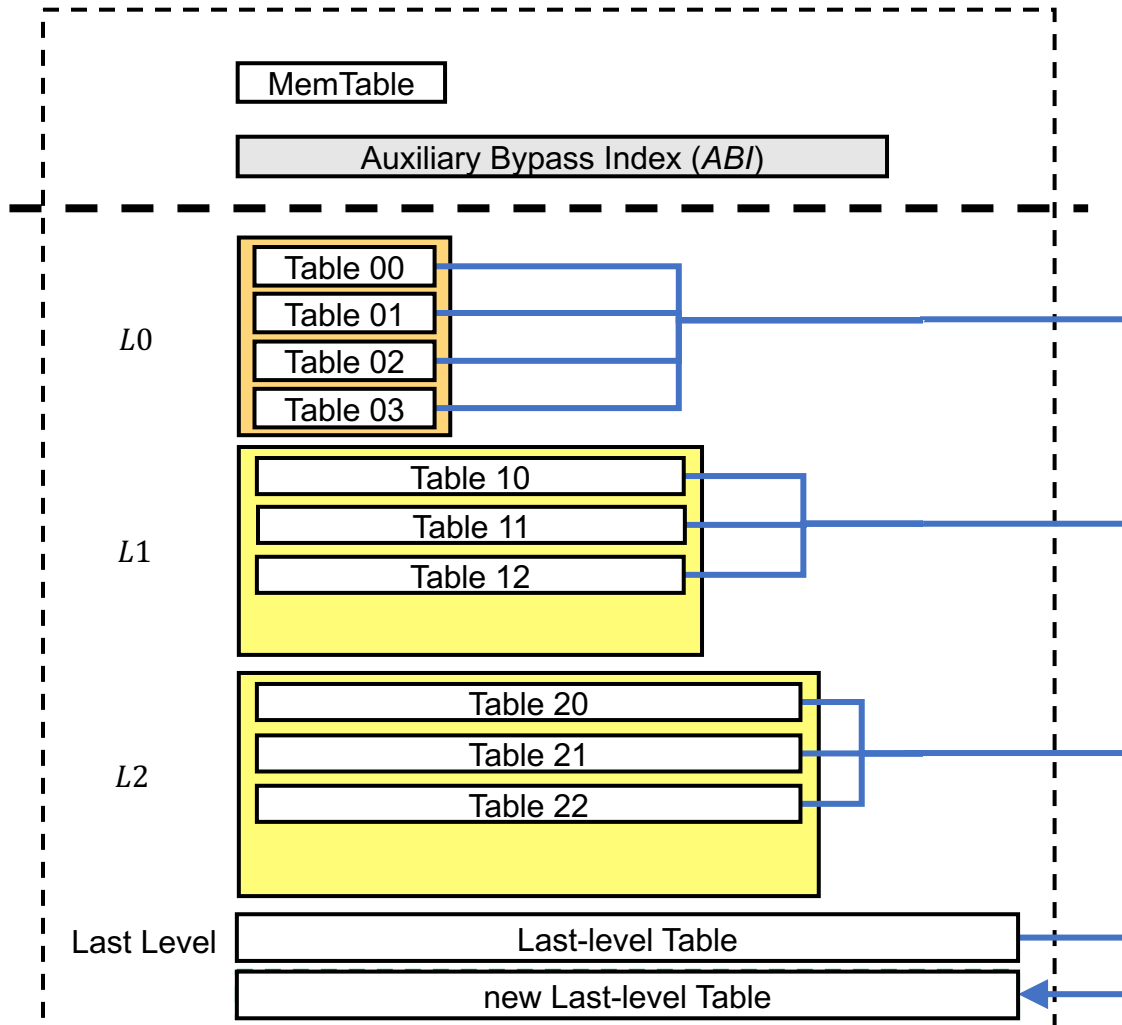 MemTable
Auxiliary Bypass Index (ABI)
L0
Table 00
Table 01
Table 02
Table 03
L1
Table 10
Table 11
Table 12
L2
Table 20
Table 21
Table 22
Last Level
Last-level Table
new Last-level Table